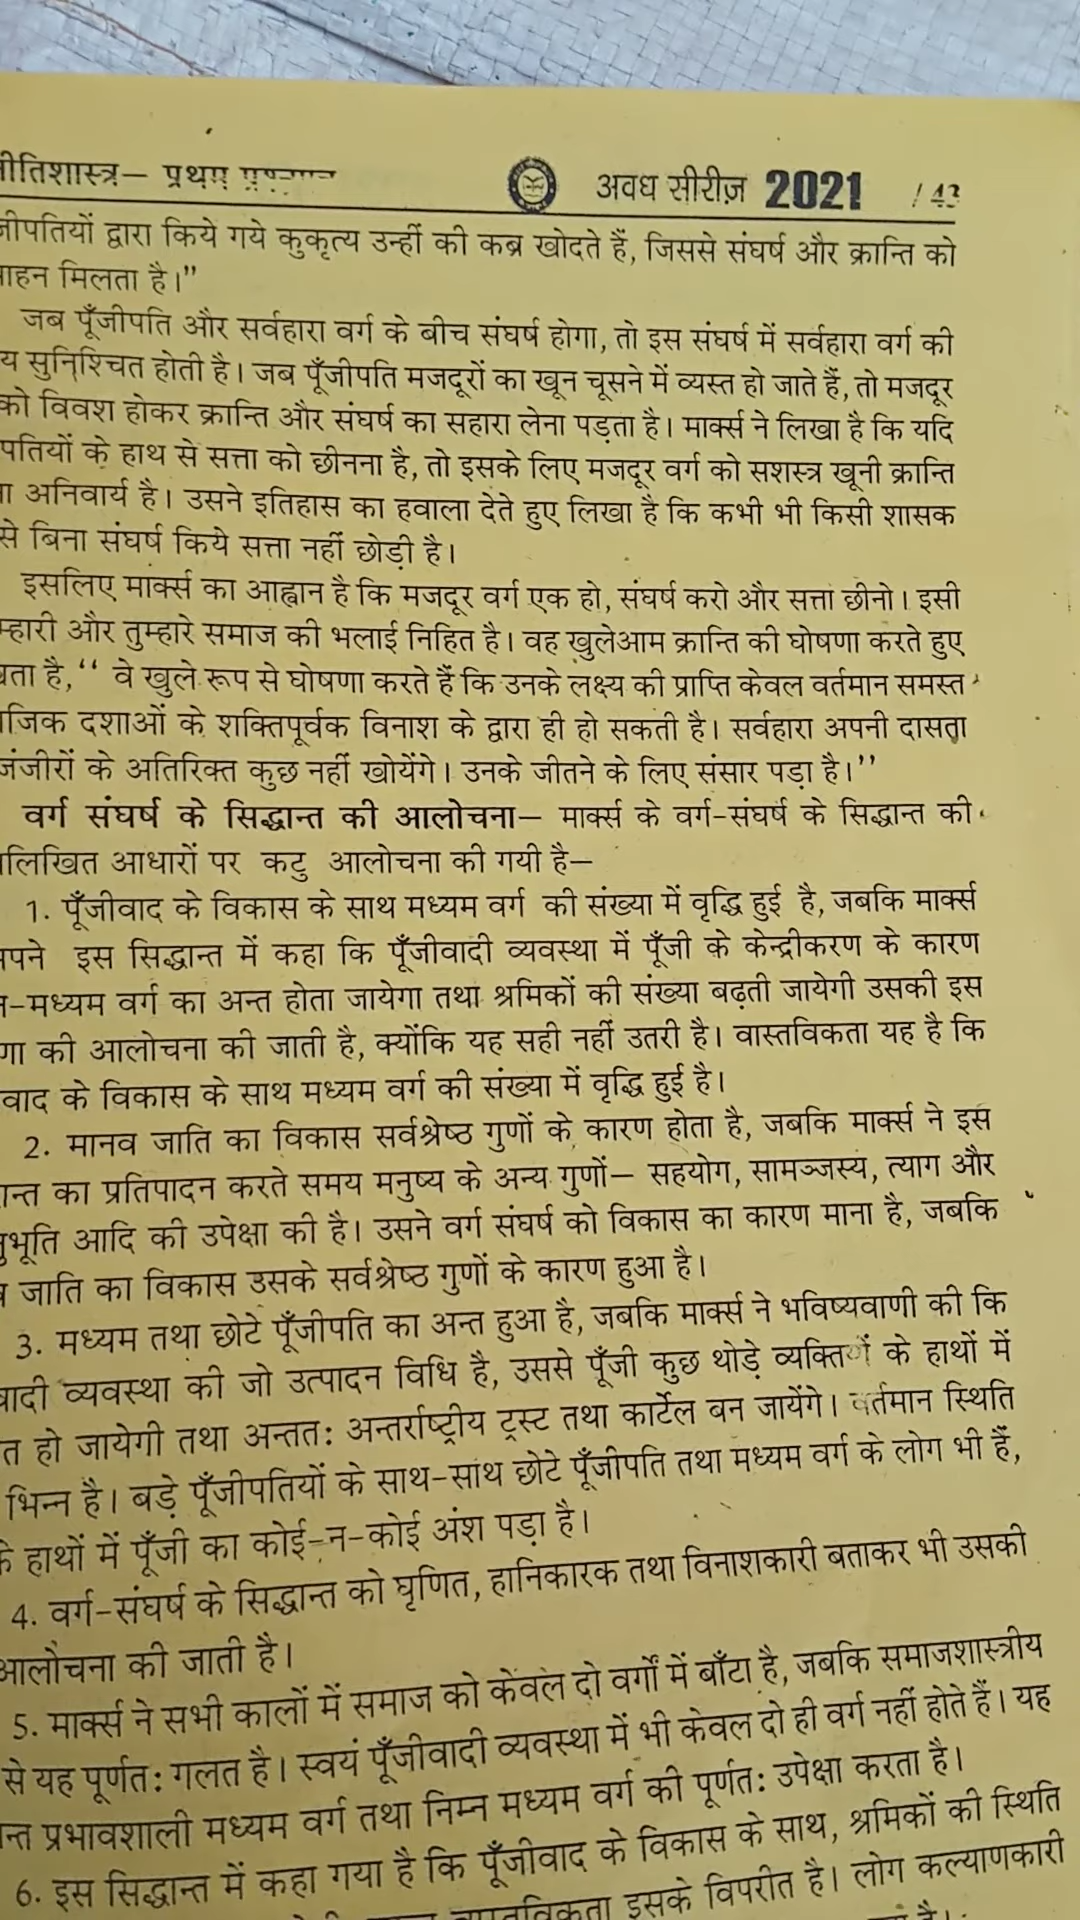 नीतिशास्त्र— प्रथम अवध सीरीज़ 2021 / 43
द्वारा किये गये कुकृत्य उन्हीं की कब्र खोदते हैं, जिससे संघर्ष और क्रान्ति को
मिलता है।”
जब पूँजीपति और सर्वहारा वर्ग के बीच संघर्ष होगा, तो इस संघर्ष में सर्वहारा वर्ग की
सुनिश्चित होती है। जब पूँजीपति मजदूरों का खून चूसने में व्यस्त हो जाते हैं, तो मजदूर
को विवश होकर क्रान्ति और संघर्ष का सहारा लेना पड़ता है। मार्क्स ने लिखा है कि यदि
पतियों के हाथ से सत्ता को छीनना है, तो इसके लिए मजदूर वर्ग को सशस्त्र खूनी क्रान्ति
अनिवार्य है। उसने इतिहास का हवाला देते हुए लिखा है कि कभी भी किसी शासक
से बिना संघर्ष किये सत्ता नहीं छोड़ी है।
इसलिए मार्क्स का आह्वान है कि मजदूर वर्ग एक हो, संघर्ष करो और सत्ता छीनो। इसी
म्हारी और तुम्हारे समाज की भलाई निहित है। वह खुलेआम क्रान्ति की घोषणा करते हुए
है, ‘‘ वे खुले रूप से घोषणा करते हैं कि उनके लक्ष्य की प्राप्ति केवल वर्तमान समस्त
जिक दशाओं के शक्तिपूर्वक विनाश के द्वारा ही हो सकती है। सर्वहारा अपनी दासता
जंजीरों के अतिरिक्त कुछ नहीं खोयेंगे। उनके जीतने के लिए संसार पड़ा है।’’
वर्ग संघर्ष के सिद्धान्त की आलोचना— मार्क्स के वर्ग-संघर्ष के सिद्धान्त की
लिखित आधारों पर कटु आलोचना की गयी है—
1. पूँजीवाद के विकास के साथ मध्यम वर्ग की संख्या में वृद्धि हुई है, जबकि मार्क्स
पने इस सिद्धान्त में कहा कि पूँजीवादी व्यवस्था में पूँजी के केन्द्रीकरण के कारण
-मध्यम वर्ग का अन्त होता जायेगा तथा श्रमिकों की संख्या बढ़ती जायेगी उसकी इस
की आलोचना की जाती है, क्योंकि यह सही नहीं उतरी है। वास्तविकता यह है कि
वाद के विकास के साथ मध्यम वर्ग की संख्या में वृद्धि हुई है।
2. मानव जाति का विकास सर्वश्रेष्ठ गुणों के कारण होता है, जबकि मार्क्स ने इस
का प्रतिपादन करते समय मनुष्य के अन्य गुणों— सहयोग, सामञ्जस्य, त्याग और
भूति आदि की उपेक्षा की है। उसने वर्ग संघर्ष को विकास का कारण माना है, जबकि
जाति का विकास उसके सर्वश्रेष्ठ गुणों के कारण हुआ है।
3. मध्यम तथा छोटे पूँजीपति का अन्त हुआ है, जबकि मार्क्स ने भविष्यवाणी की कि
वादी व्यवस्था की जो उत्पादन विधि है, उससे पूँजी कुछ थोड़े व्यक्तियों के हाथों में
त हो जायेगी तथा अन्ततः अन्तर्राष्ट्रीय ट्रस्ट तथा कार्टेल बन जायेंगे। वर्तमान स्थिति
भिन्न है। बड़े पूँजीपतियों के साथ-साथ छोटे पूँजीपति तथा मध्यम वर्ग के लोग भी हैं,
के हाथों में पूँजी का कोई-न-कोई अंश पड़ा है।
4. वर्ग-संघर्ष के सिद्धान्त को घृणित, हानिकारक तथा विनाशकारी बताकर भी उसकी
आलोचना की जाती है।
5. मार्क्स ने सभी कालों में समाज को केवल दो वर्गों में बाँटा है, जबकि समाजशास्त्रीय
से यह पूर्णतः गलत है। स्वयं पूँजीवादी व्यवस्था में भी केवल दो ही वर्ग नहीं होते हैं। यह
न्त प्रभावशाली मध्यम वर्ग तथा निम्न मध्यम वर्ग की पूर्णतः उपेक्षा करता है।
6. इस सिद्धान्त में कहा गया है कि पूँजीवाद के विकास के साथ, श्रमिकों की स्थिति
इसके विपरीत है। लोग कल्याणकारी